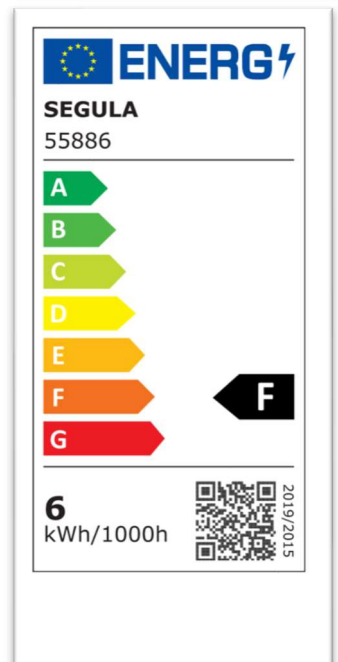 ENERG
SEGULA
55886
A
B
C
D
E
F
F
G
6
kWh/1000h
2019/2015